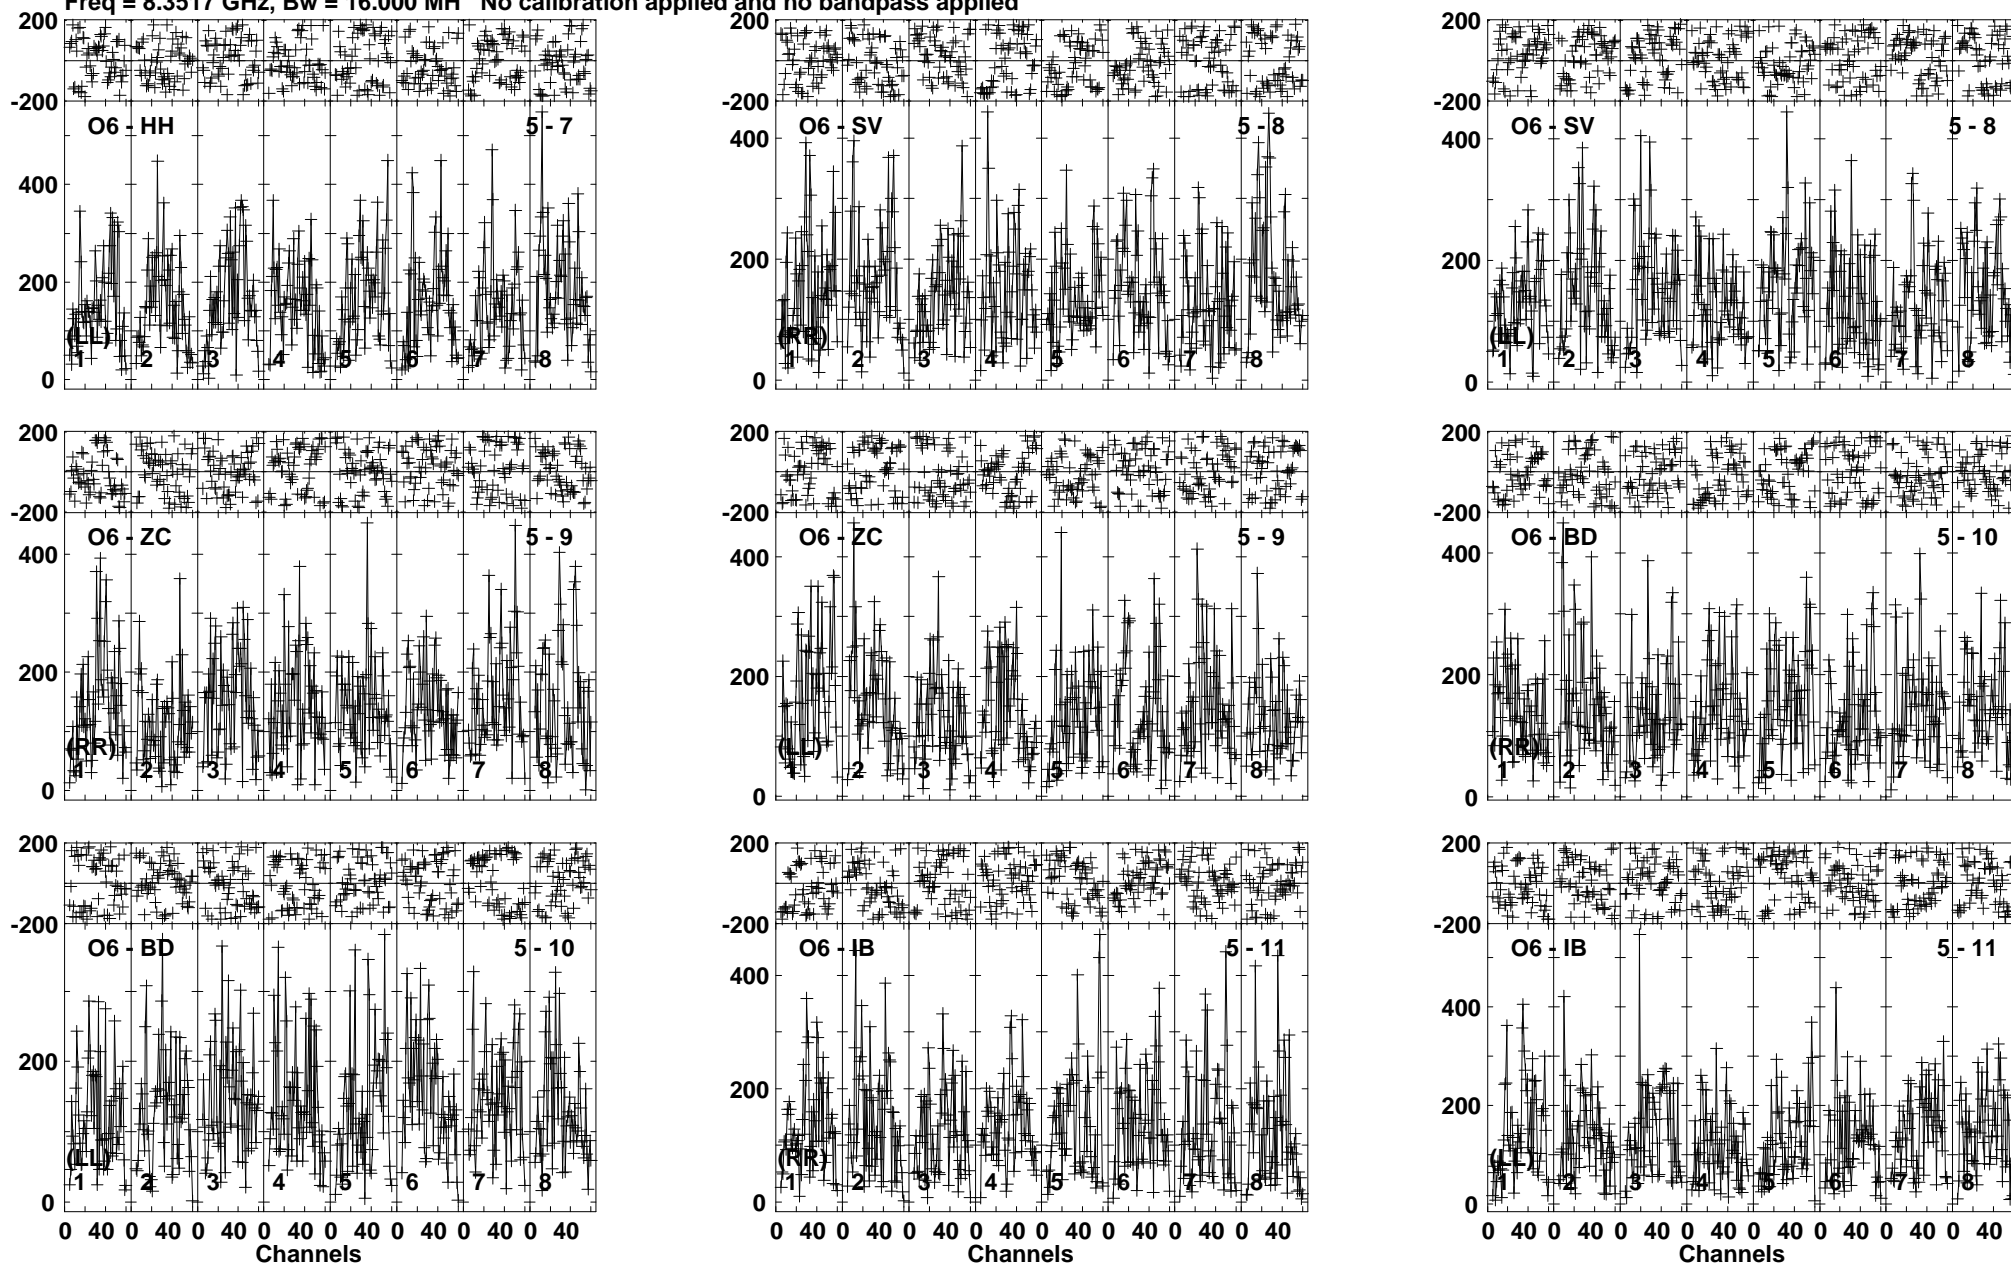 Freq = 8.3517 GHz, Bw = 16.000 MH No calibration applied and no bandpass applied
200 200 200
-200 -200 -200
O6 - HH 5 - 7 O6 - SV 5 - 8 O6 - SV 5 - 8
400 400 400
200 200 200
(LL) (RR) (LL)
1 2 3 4 5 6 7 8 1 2 3 4 5 6 7 8 1 2 3 4 5 6 7 8
0 0 0
200 200 200
-200 -200 -200
O6 - ZC 5 - 9 O6 - ZC 5 - 9 O6 - BD 5 - 10
400 400 400
200 200 200
(RR) (LL) (RR)
1 2 3 4 5 6 7 8 1 2 3 4 5 6 7 8 1 2 3 4 5 6 7 8
0 0 0
200 200 200
-200 -200 -200
O6 - BD 5 - 10 O6 - IB 5 - 11 O6 - IB 5 - 11
400 400
200 200 200
(LL) (RR) (LL)
1 2 3 4 5 6 7 8 1 2 3 4 5 6 7 8 1 2 3 4 5 6 7 8
0 0 0
0 40 0 40 0 40 0 40 0 40 0 40 0 40 0 40 0 40 0 40 0 40 0 40 0 40 0 40 0 40 0 40 0 40 0 40 0 40 0 40 0 40 0 40 0 40 0 40
Channels Channels Channels